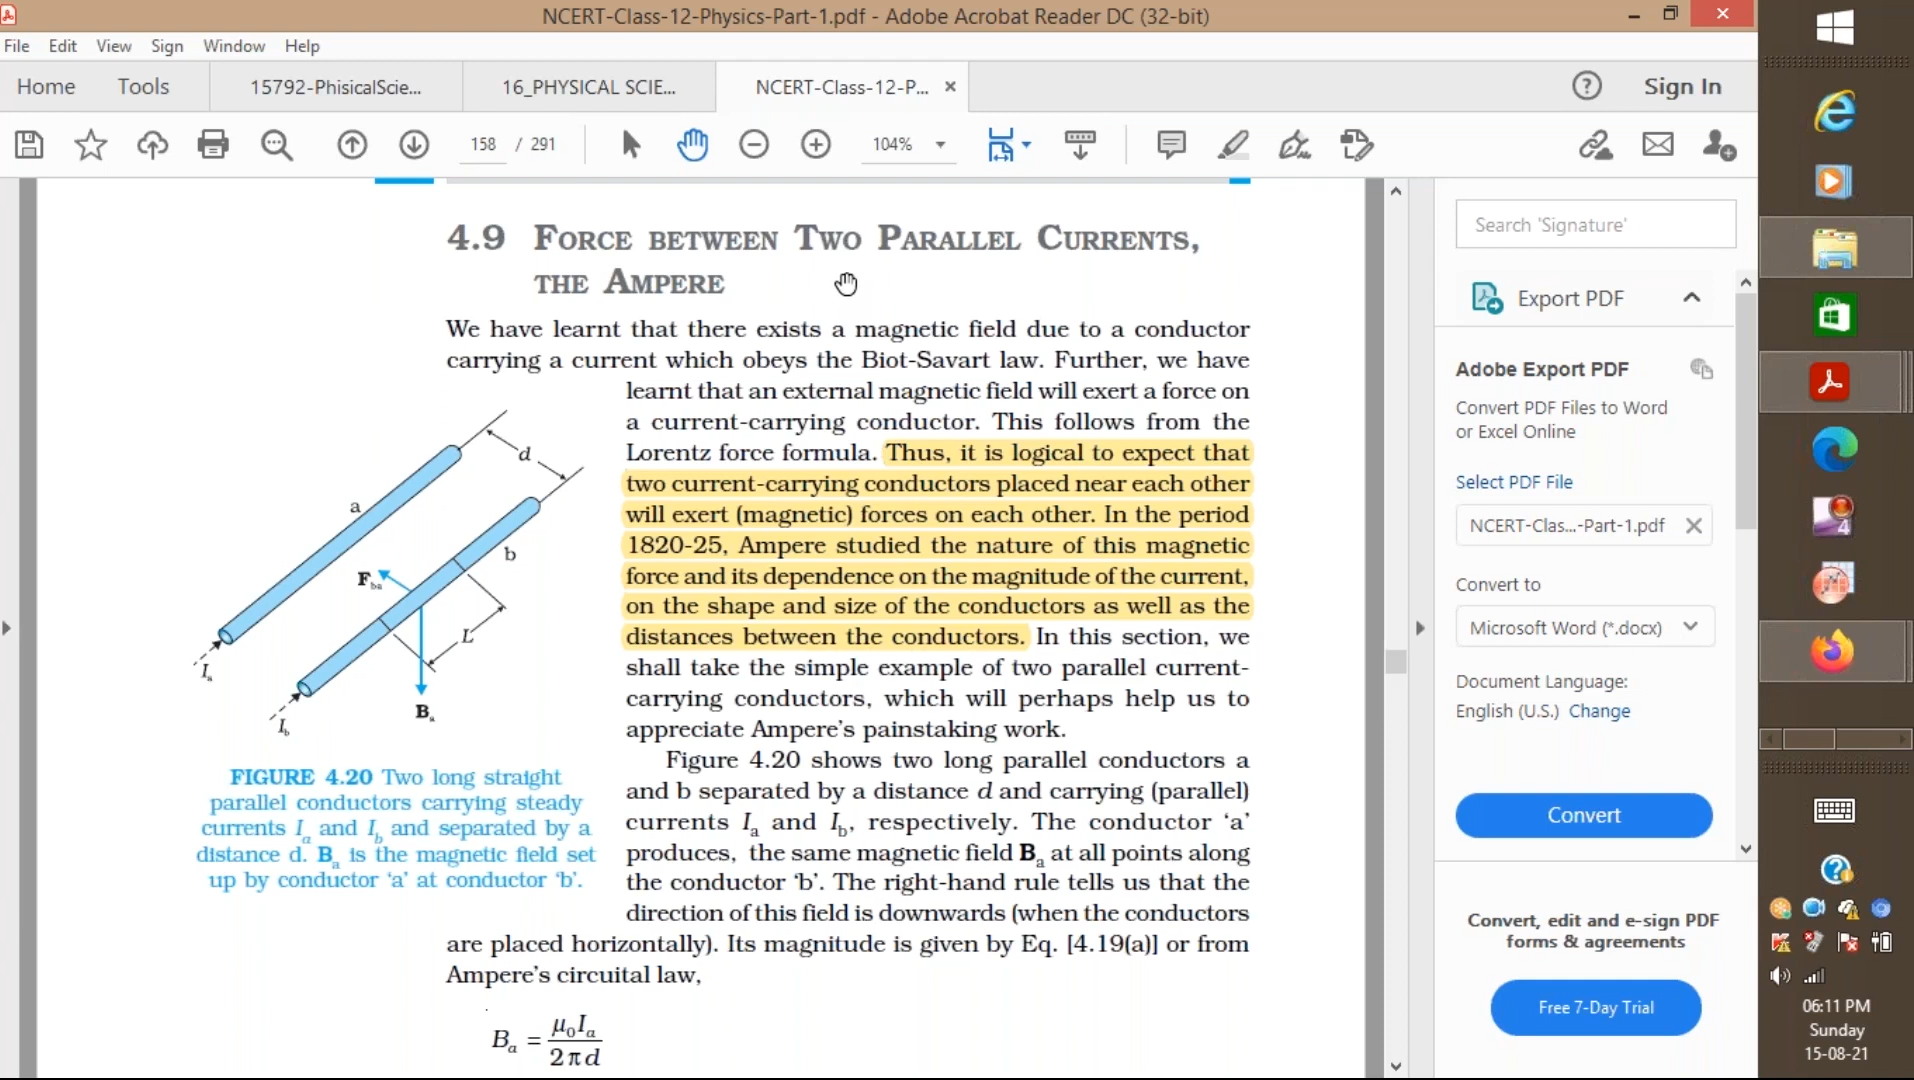 NCERT-Class-12-Physics-Part-1.pdf - Adobe Acrobat Reader DC (32-bit)
File Edit View Sign Window Help
Home Tools 15792-PhisicalScie... 16_PHYSICAL SCIE... NCERT-Class-12-P... × Sign In
158 / 291 104%
4.9 FORCE BETWEEN TWO PARALLEL CURRENTS,
THE AMPERE
We have learnt that there exists a magnetic field due to a conductor
carrying a current which obeys the Biot-Savart law. Further, we have
learnt that an external magnetic field will exert a force on
a current-carrying conductor. This follows from the
Lorentz force formula. Thus, it is logical to expect that
two current-carrying conductors placed near each other
will exert (magnetic) forces on each other. In the period
1820-25, Ampere studied the nature of this magnetic
force and its dependence on the magnitude of the current,
on the shape and size of the conductors as well as the
distances between the conductors. In this section, we
shall take the simple example of two parallel current-
carrying conductors, which will perhaps help us to
appreciate Ampere's painstaking work.
Figure 4.20 shows two long parallel conductors a
and b separated by a distance d and carrying (parallel)
currents Iₐ and I_b, respectively. The conductor 'a'
produces, the same magnetic field Bₐ at all points along
the conductor 'b'. The right-hand rule tells us that the
direction of this field is downwards (when the conductors
are placed horizontally). Its magnitude is given by Eq. [4.19(a)] or from
Ampere's circuital law,
Bₐ = μ₀Iₐ / 2πd
d
a
b
F_ba
L
Iₐ
Bₐ
I_b
FIGURE 4.20 Two long straight
parallel conductors carrying steady
currents Iₐ and I_b and separated by a
distance d. Bₐ is the magnetic field set
up by conductor 'a' at conductor 'b'.
Search 'Signature'
Export PDF
Adobe Export PDF
Convert PDF Files to Word
or Excel Online
Select PDF File
NCERT-Clas...-Part-1.pdf
Convert to
Microsoft Word (*.docx)
Document Language:
English (U.S.) Change
Convert
Convert, edit and e-sign PDF
forms & agreements
Free 7-Day Trial
4
06:11 PM
Sunday
15-08-21